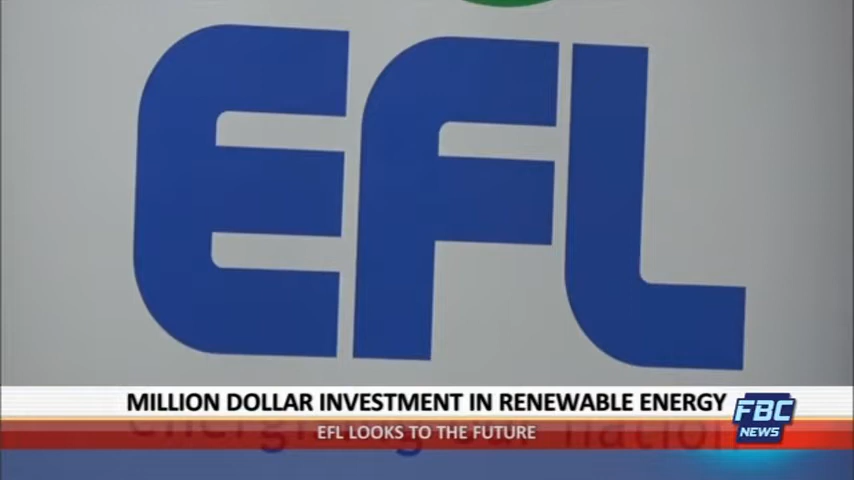 EFL
MILLION DOLLAR INVESTMENT IN RENEWABLE ENERGY
FBC
NEWS
EFL LOOKS TO THE FUTURE